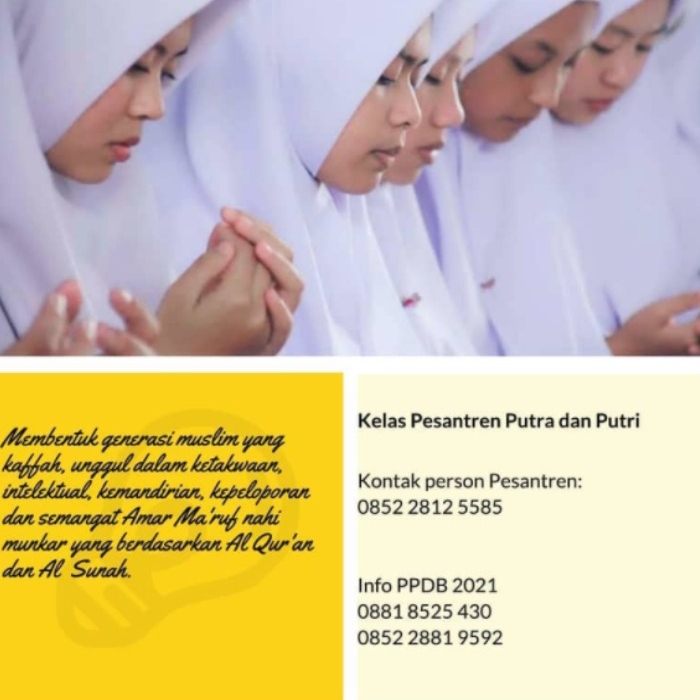 Membentuk generasi muslim yang
kaffah, unggul dalam ketakwaan,
intelektual, kemandirian, kepeloporan
dan semangat Amar Ma'ruf nahi
munkar yang berdasarkan Al Qur'an
dan Al Sunah.
Kelas Pesantren Putra dan Putri
Kontak person Pesantren:
0852 2812 5585
Info PPDB 2021
0881 8525 430
0852 2881 9592